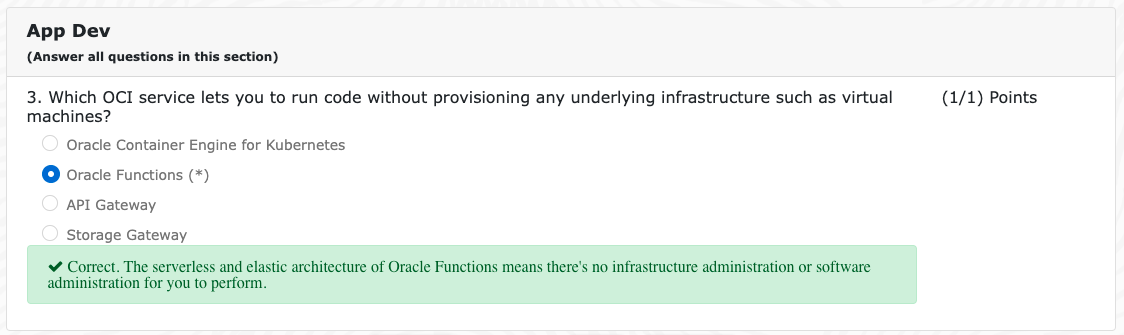 App Dev
(Answer all questions in this section)
3. Which OCI service lets you to run code without provisioning any underlying infrastructure such as virtual (1/1) Points
machines?
Oracle Container Engine for Kubernetes
Oracle Functions (*)
API Gateway
Storage Gateway
Correct. The serverless and elastic architecture of Oracle Functions means there's no infrastructure administration or software
administration for you to perform.